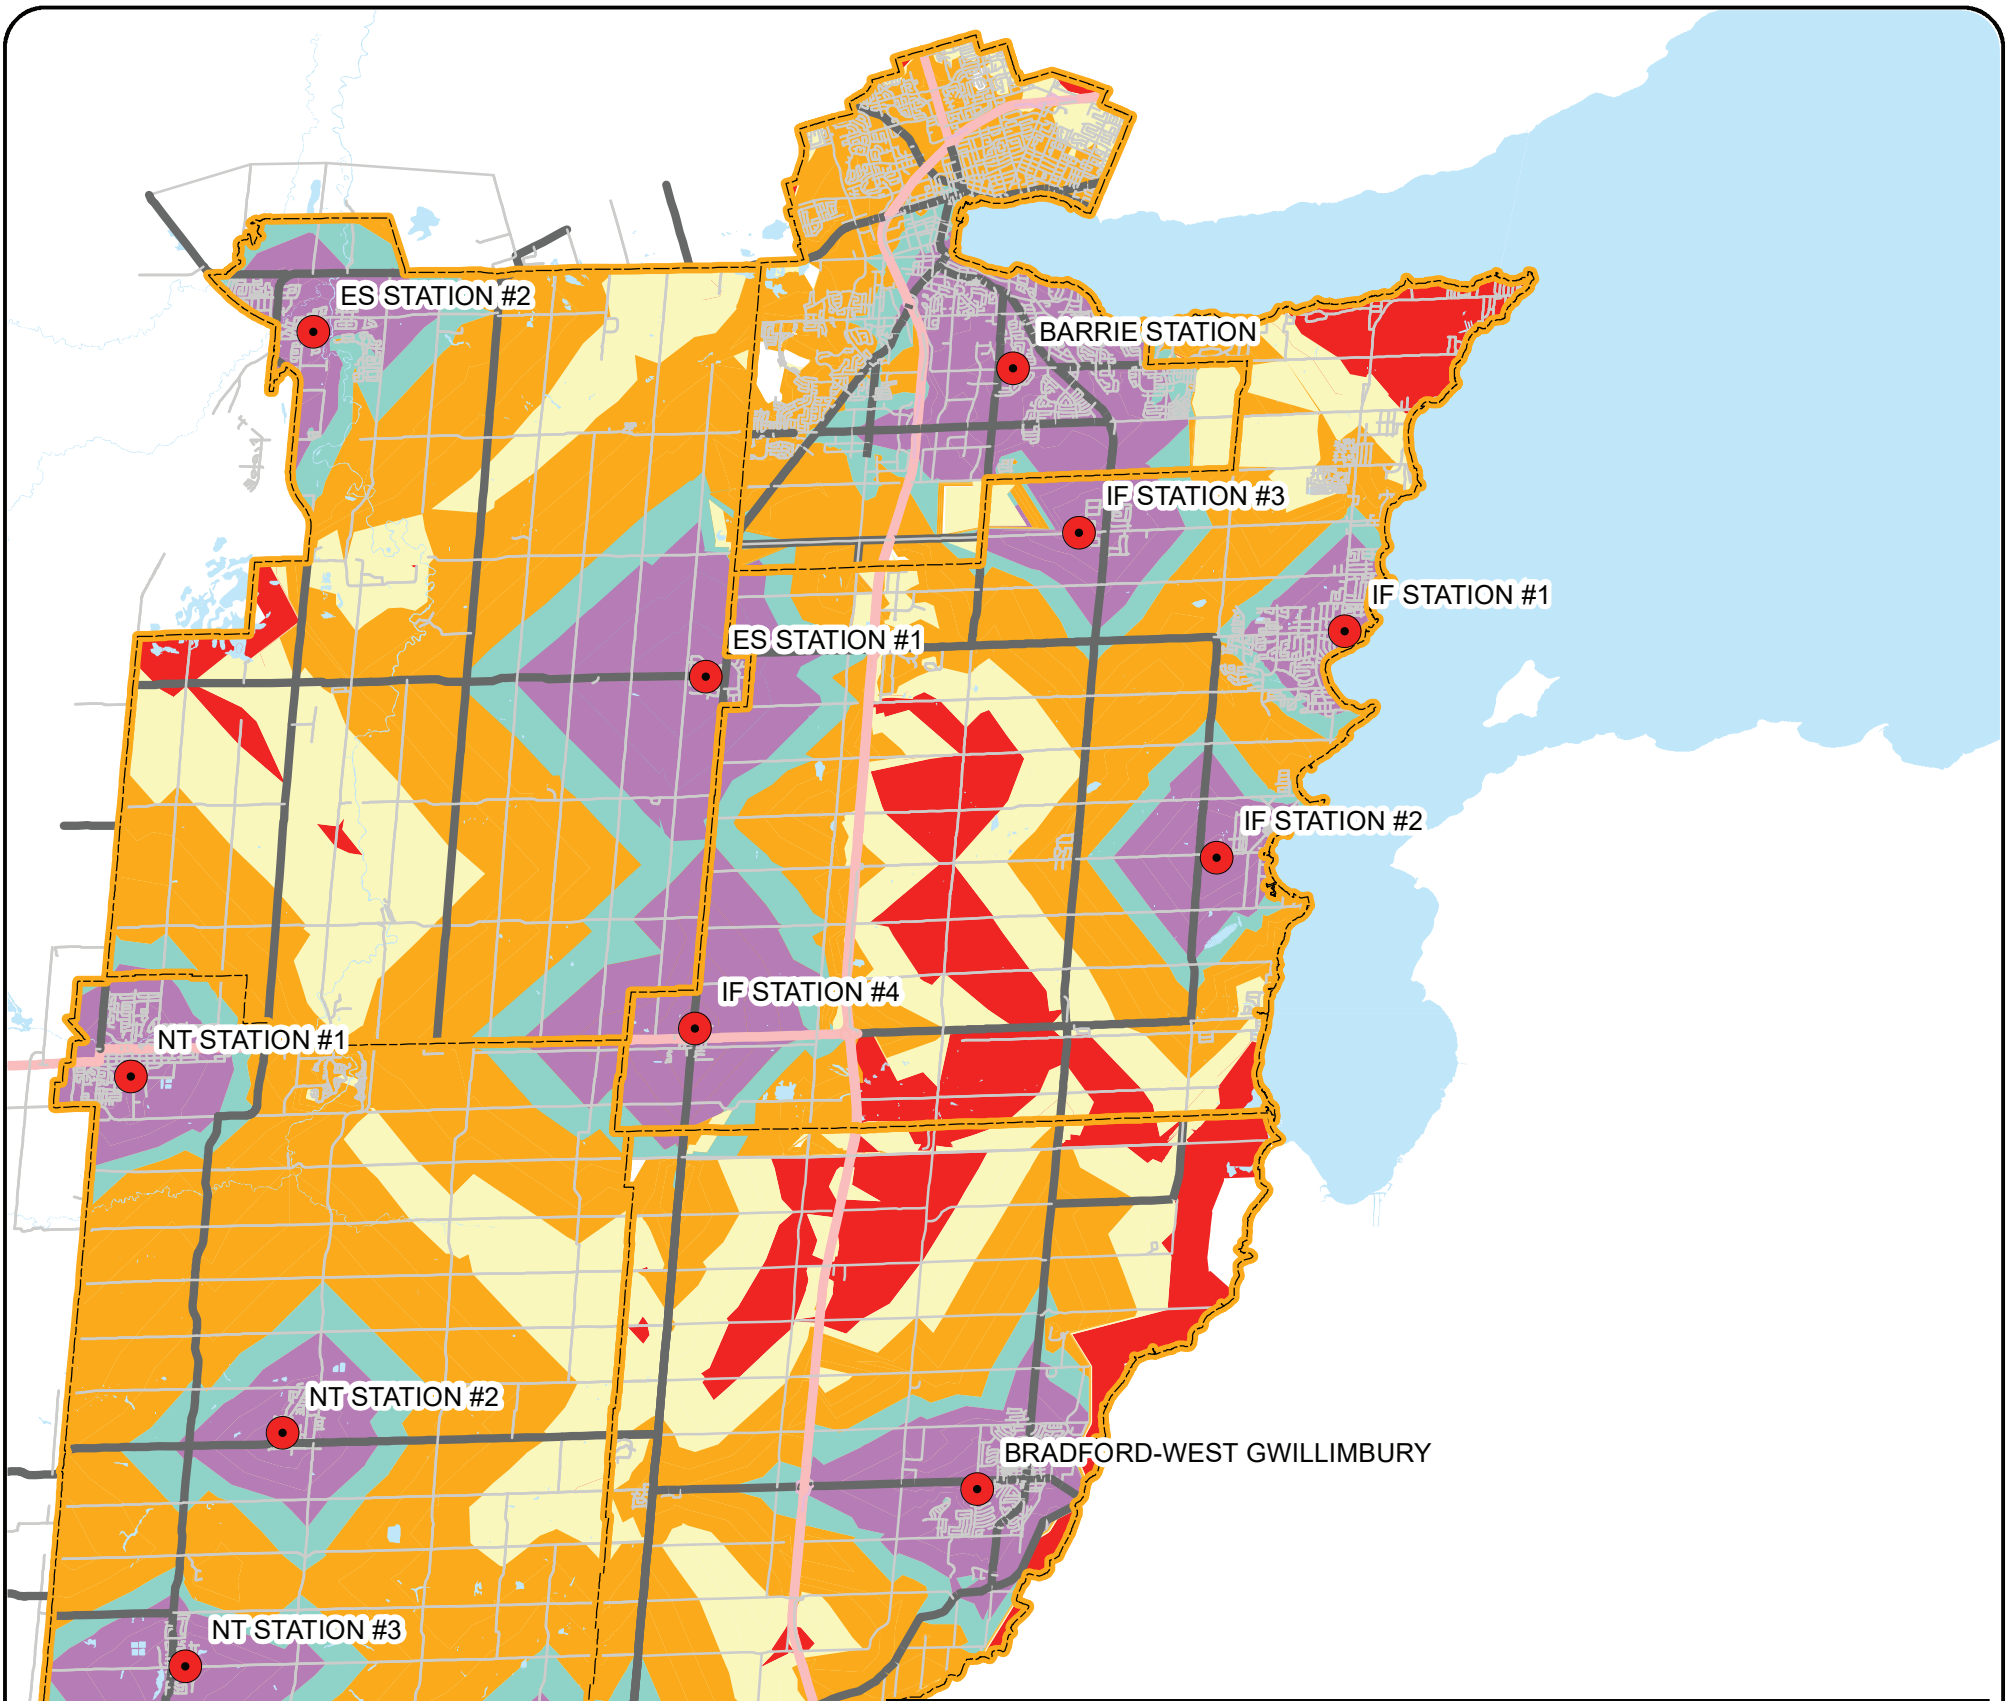 ES STATION #2
BARRIE STATION
IF STATION #3
IF STATION #1
ES STATION #1
IF STATION #2
IF STATION #4
NT STATION #1
NT STATION #2
BRADFORD-WEST GWILLIMBURY
NT STATION #3